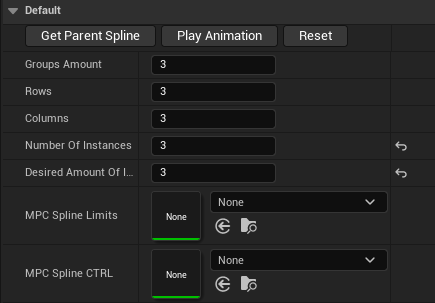 Default
Get Parent Spline Play Animation Reset
Groups Amount 3
Rows 3
Columns 3
Number Of Instances 3
Desired Amount Of I... 3
MPC Spline Limits None None
MPC Spline CTRL None None